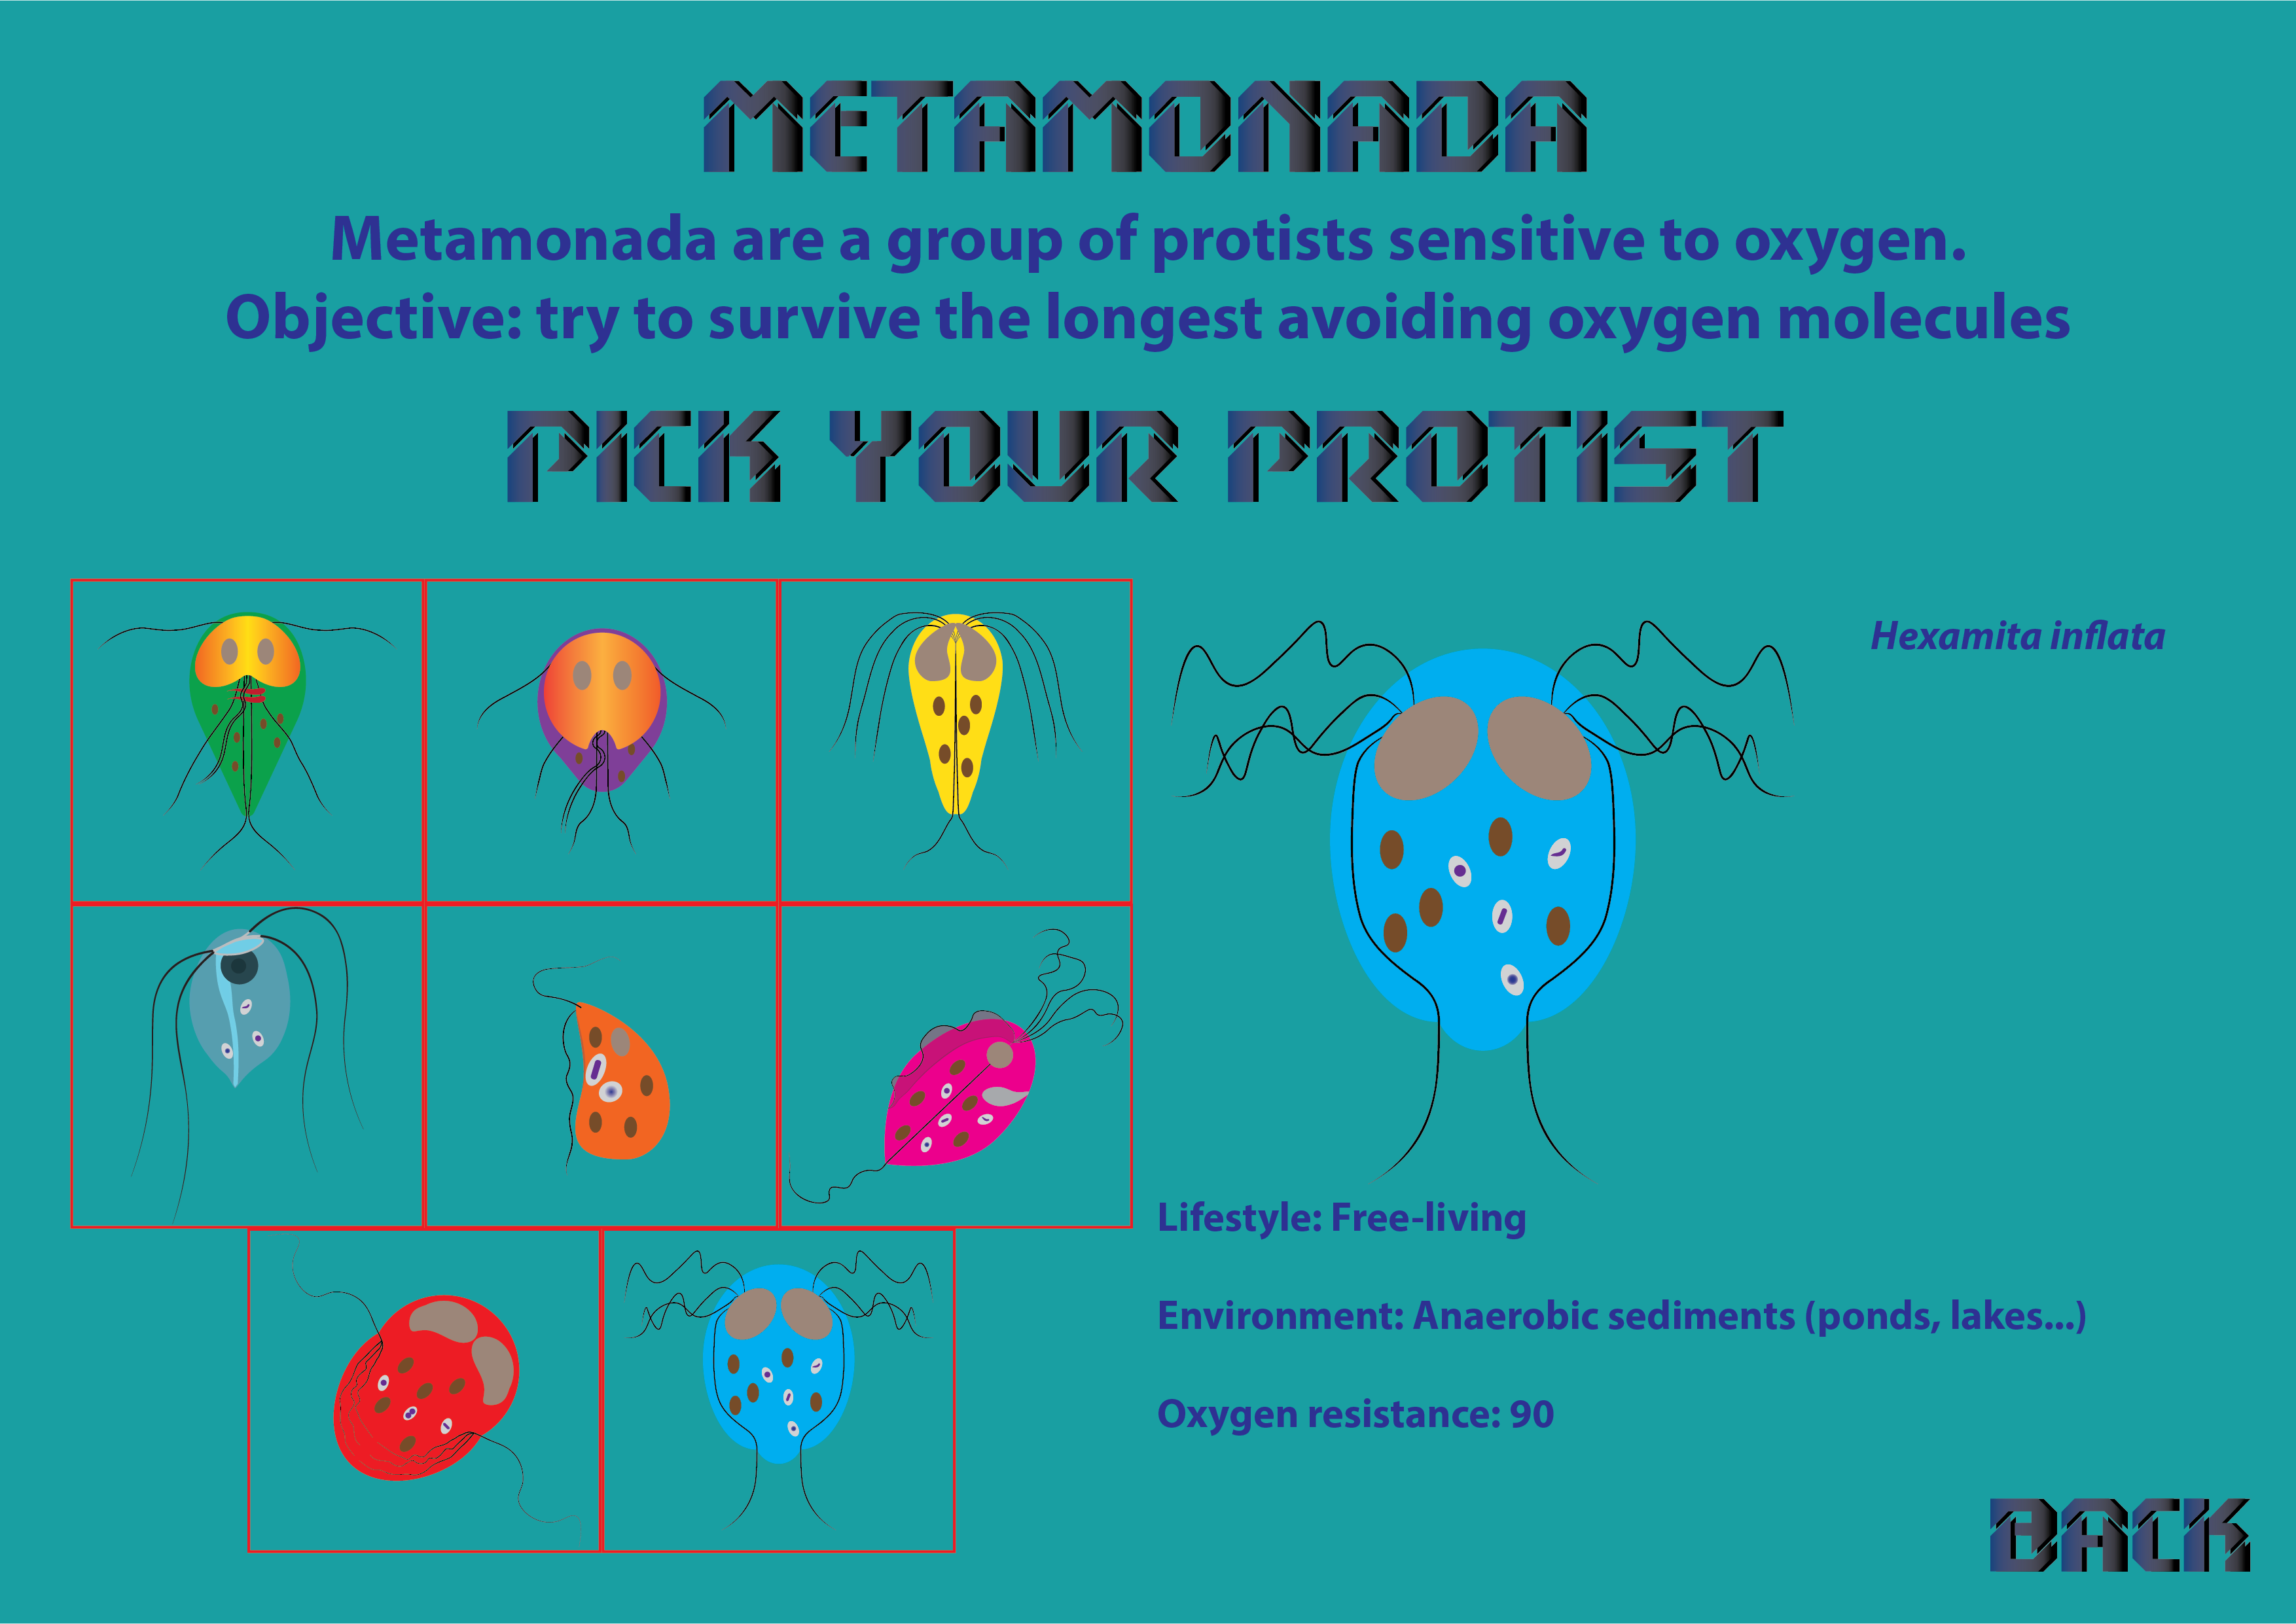 METAMONADA
Metamonada are a group of protists sensitive to oxygen.
Objective: try to survive the longest avoiding oxygen molecules
PICK YOUR PROTIST
Hexamita inflata
Lifestyle: Free-living
Environment: Anaerobic sediments (ponds, lakes...)
Oxygen resistance: 90
BACK